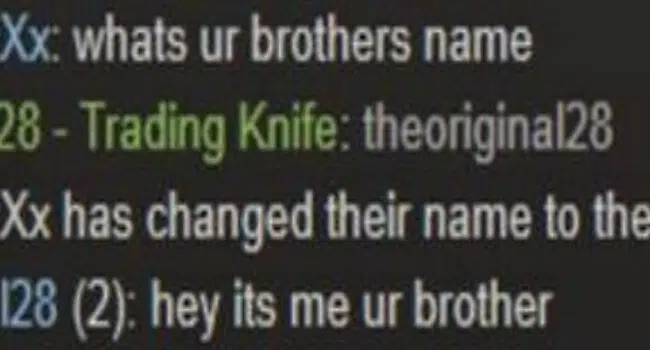 Xx: whats ur brothers name
28 - Trading Knife: theoriginal28
Xx has changed their name to the
l28 (2): hey its me ur brother